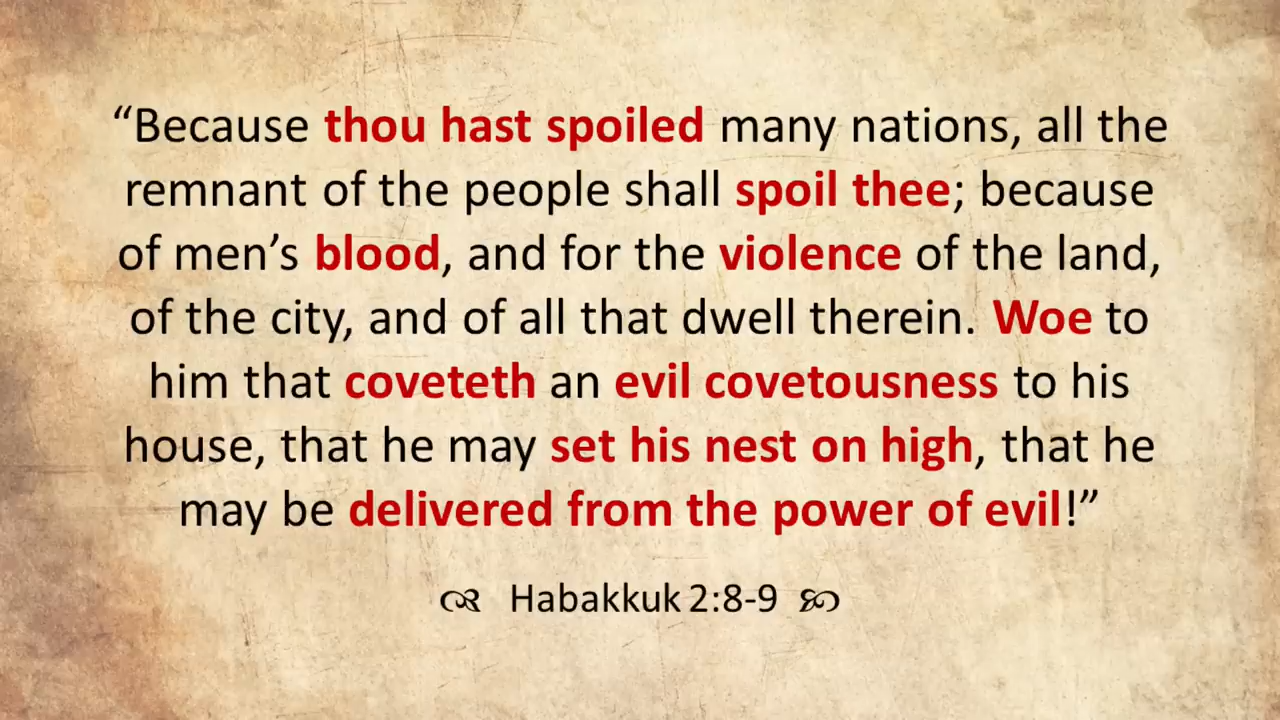 “Because thou hast spoiled many nations, all the
remnant of the people shall spoil thee; because
of men’s blood, and for the violence of the land,
of the city, and of all that dwell therein. Woe to
him that coveteth an evil covetousness to his
house, that he may set his nest on high, that he
may be delivered from the power of evil!”
Habakkuk 2:8-9